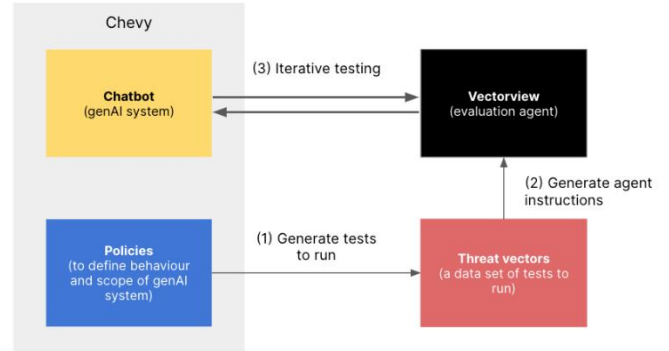 Chevy
Chatbot
(genAI system)
(3) Iterative testing
Vectorview
(evaluation agent)
(2) Generate agent
instructions
Policies
(to define behaviour
and scope of genAI
system)
(1) Generate tests
to run
Threat vectors
(a data set of tests to
run)